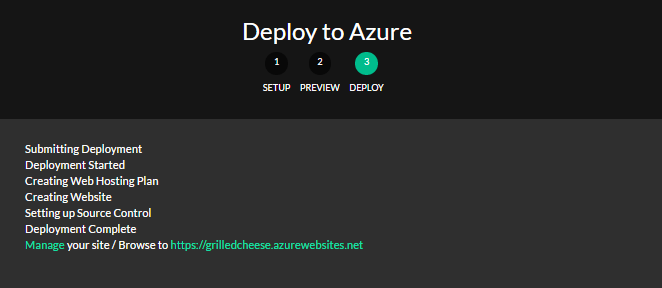 Deploy to Azure
1 2 3
SETUP PREVIEW DEPLOY
Submitting Deployment
Deployment Started
Creating Web Hosting Plan
Creating Website
Setting up Source Control
Deployment Complete
Manage your site / Browse to https://grilledcheese.azurewebsites.net